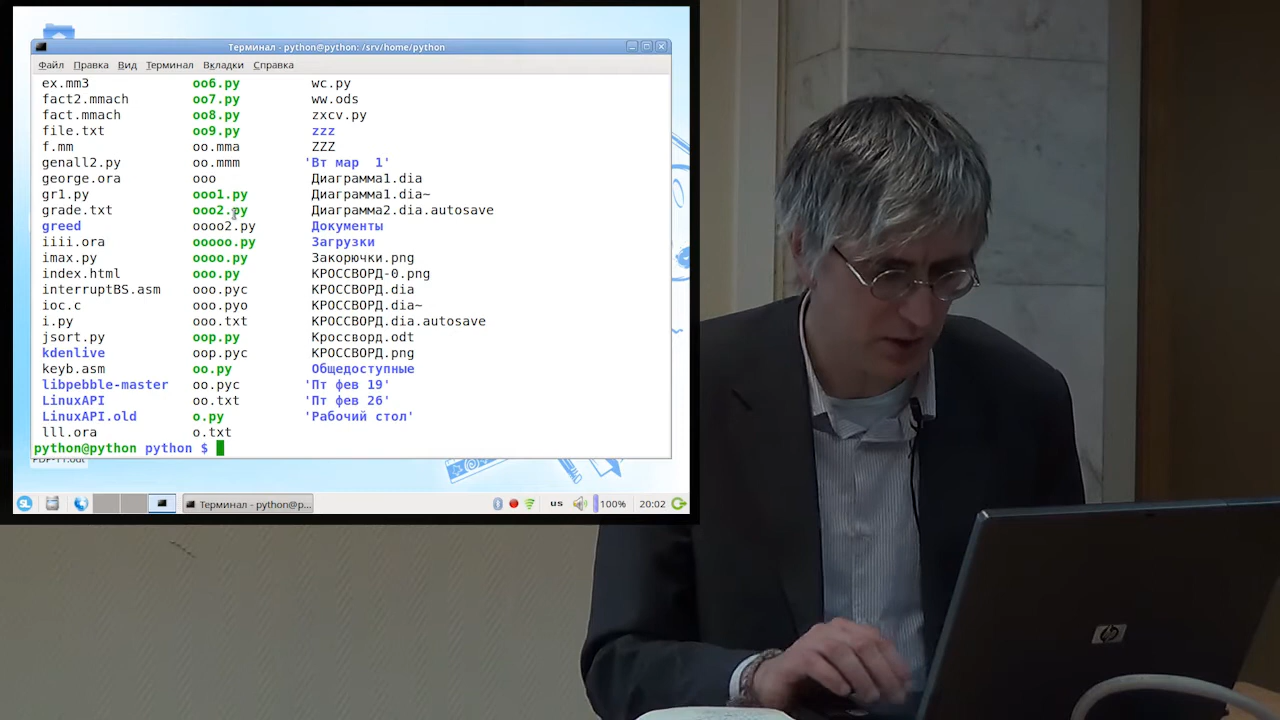 Терминал - python@python: /srv/home/python
Файл Правка Вид Терминал Вкладки Справка
ex.mm3 oo6.py wc.py
fact2.mmach oo7.py ww.ods
fact.mmach oo8.py zxcv.py
file.txt oo9.py zzz
f.mm oo.mma ZZZ
genall2.py oo.mmm 'Вт мар  1'
george.ora ooo Диаграмма1.dia
gr1.py ooo1.py Диаграмма1.dia~
grade.txt ooo2.py Диаграмма2.dia.autosave
greed oooo2.py Документы
iiii.ora ooooo.py Загрузки
imax.py oooo.py Закорючки.png
index.html ooo.py КРОССВОРД-0.png
interruptBS.asm ooo.pyc КРОССВОРД.dia
ioc.c ooo.pyo КРОССВОРД.dia~
i.py ooo.txt КРОССВОРД.dia.autosave
jsort.py oop.py Кроссворд.odt
kdenlive oop.pyc КРОССВОРД.png
keyb.asm oo.py Общедоступные
libpebble-master oo.pyc 'Пт фев 19'
LinuxAPI oo.txt 'Пт фев 26'
LinuxAPI.old o.py 'Рабочий стол'
lll.ora o.txt
python@python python $
Терминал - python@p... us 100% 20:02
hp